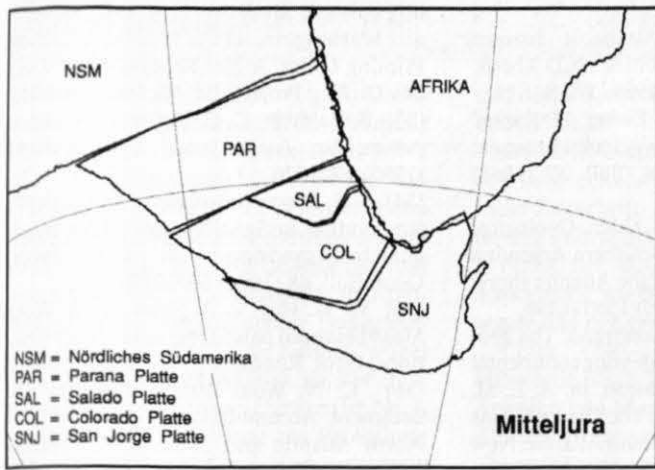 NSM
AFRIKA
PAR
SAL
COL
SNJ
NSM = Nördliches Südamerika
PAR = Parana Platte
SAL = Salado Platte
COL = Colorado Platte
SNJ = San Jorge Platte
Mitteljura